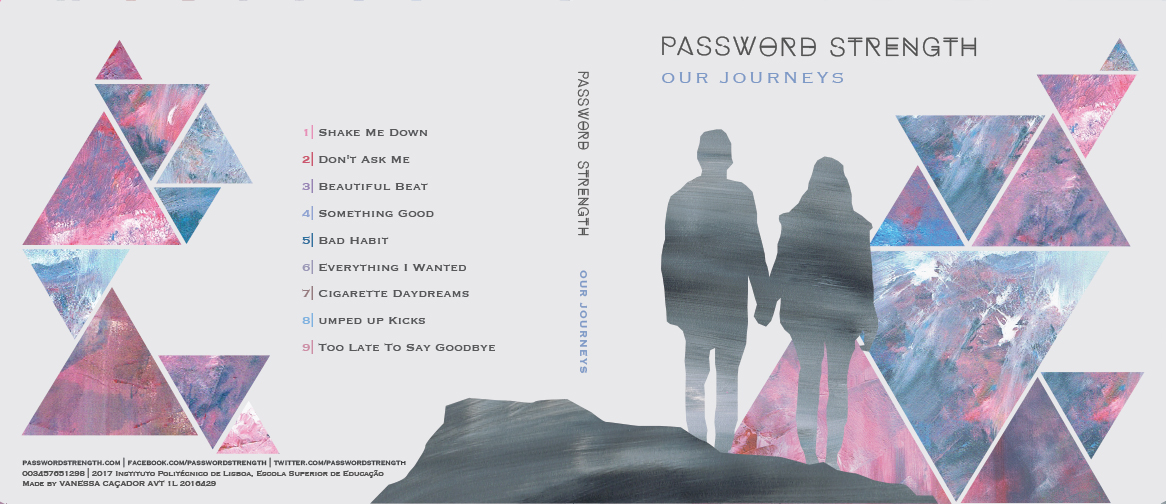 1| Shake Me Down
2| Don't Ask Me
3| Beautiful Beat
4| Something Good
5| Bad Habit
6| Everything I Wanted
7| Cigarette Daydreams
8| umped up Kicks
9| Too Late To Say Goodbye
passwordstrength.com | facebook.com/passwordstrength | twitter.com/passwordstrength
003457651298 | 2017 Instituto Poliyécnico de Lisboa, Escola Superior de Educação
Made by VANESSA CAÇADOR AVT 1L 2016429
PASSWORD STRENGTH
OUR JOURNEYS
PASSWORD STRENGTH
OUR JOURNEYS